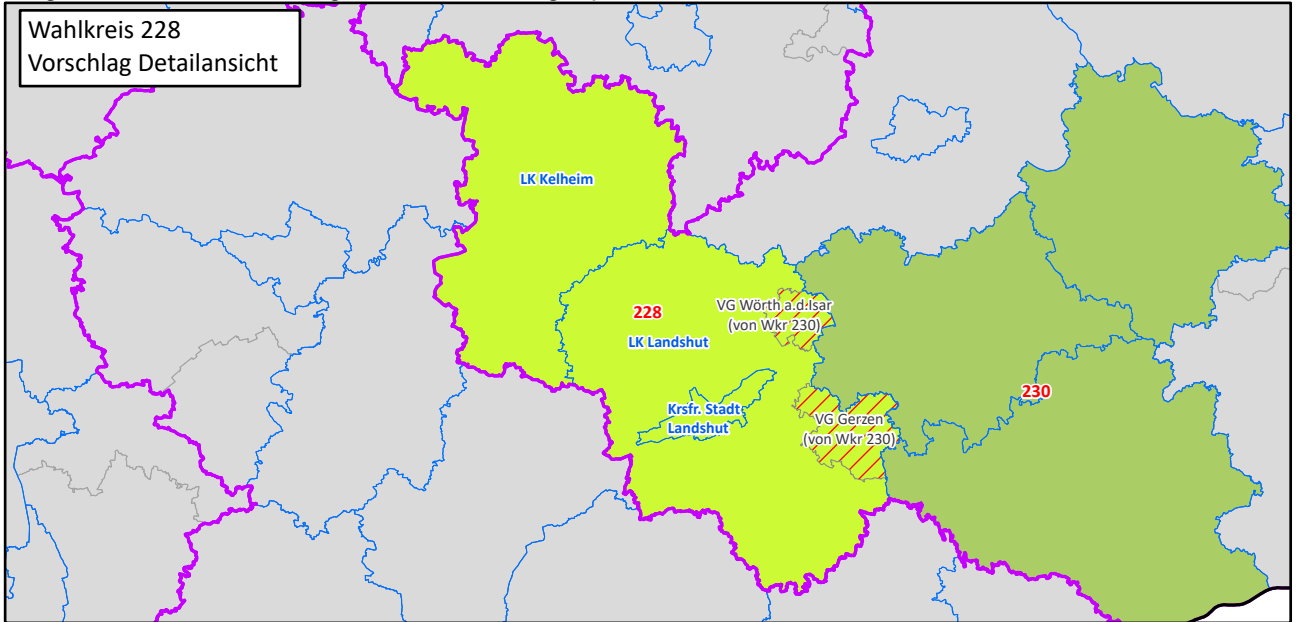 Wahlkreis 228
Vorschlag Detailansicht
LK Kelheim
228
VG Wörth a.d.Isar
(von Wkr 230)
LK Landshut
230
Krsfr. Stadt
Landshut
VG Gerzen
(von Wkr 230)